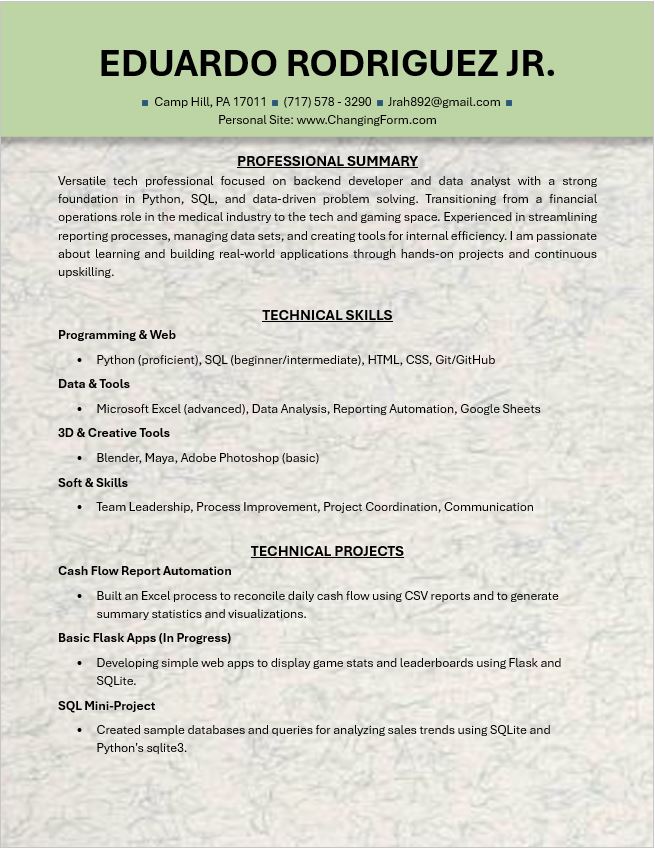 EDUARDO RODRIGUEZ JR.
▪ Camp Hill, PA 17011 ▪ (717) 578 - 3290 ▪ Jrah892@gmail.com ▪
Personal Site: www.ChangingForm.com
PROFESSIONAL SUMMARY
Versatile tech professional focused on backend developer and data analyst with a strong
foundation in Python, SQL, and data-driven problem solving. Transitioning from a financial
operations role in the medical industry to the tech and gaming space. Experienced in streamlining
reporting processes, managing data sets, and creating tools for internal efficiency. I am passionate
about learning and building real-world applications through hands-on projects and continuous
upskilling.
TECHNICAL SKILLS
Programming & Web
• Python (proficient), SQL (beginner/intermediate), HTML, CSS, Git/GitHub
Data & Tools
• Microsoft Excel (advanced), Data Analysis, Reporting Automation, Google Sheets
3D & Creative Tools
• Blender, Maya, Adobe Photoshop (basic)
Soft & Skills
• Team Leadership, Process Improvement, Project Coordination, Communication
TECHNICAL PROJECTS
Cash Flow Report Automation
• Built an Excel process to reconcile daily cash flow using CSV reports and to generate
summary statistics and visualizations.
Basic Flask Apps (In Progress)
• Developing simple web apps to display game stats and leaderboards using Flask and
SQLite.
SQL Mini-Project
• Created sample databases and queries for analyzing sales trends using SQLite and
Python's sqlite3.